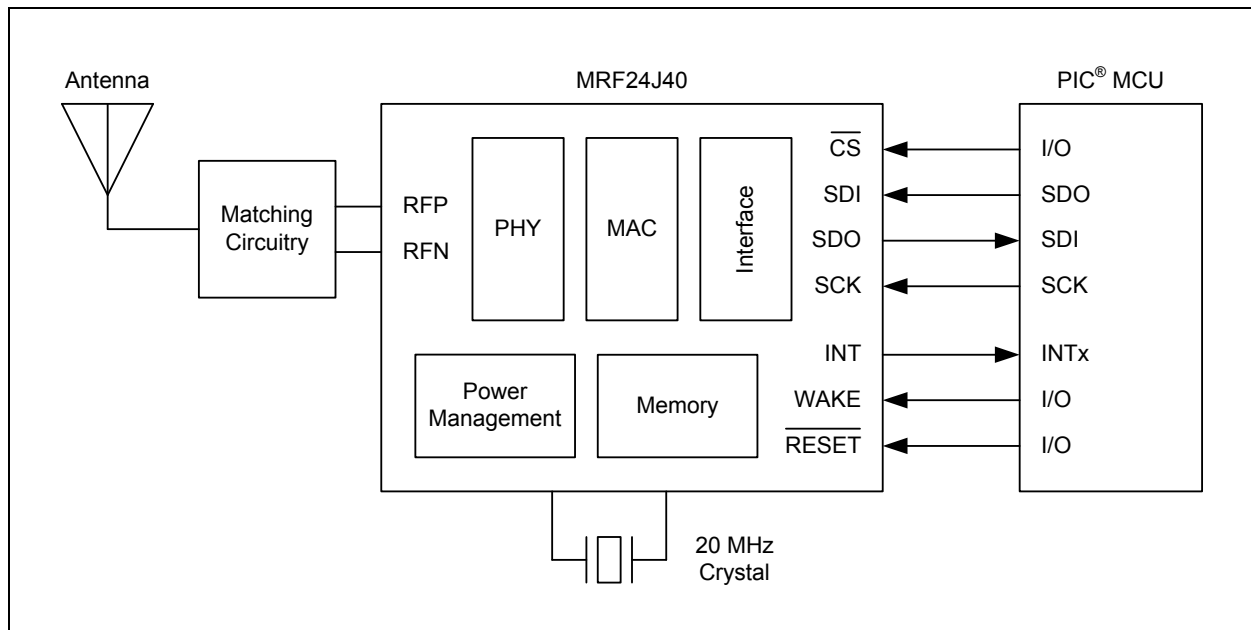 Antenna
MRF24J40
PIC® MCU
Matching
Circuitry
RFP
RFN
PHY
MAC
Interface
CS
SDI
SDO
SCK
INT
WAKE
RESET
I/O
SDO
SDI
SCK
INTx
I/O
I/O
Power
Management
Memory
20 MHz
Crystal